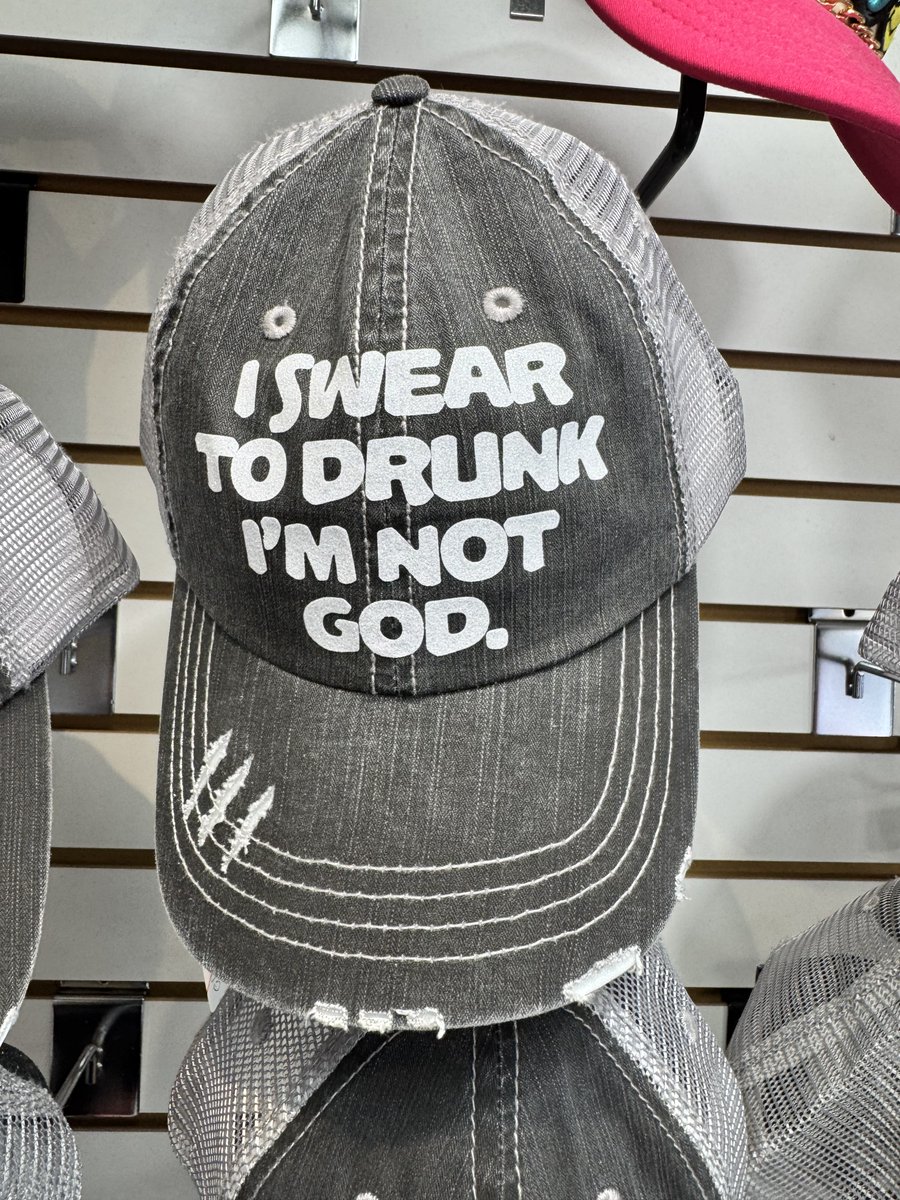 I SWEAR
TO DRUNK
I'M NOT
GOD.